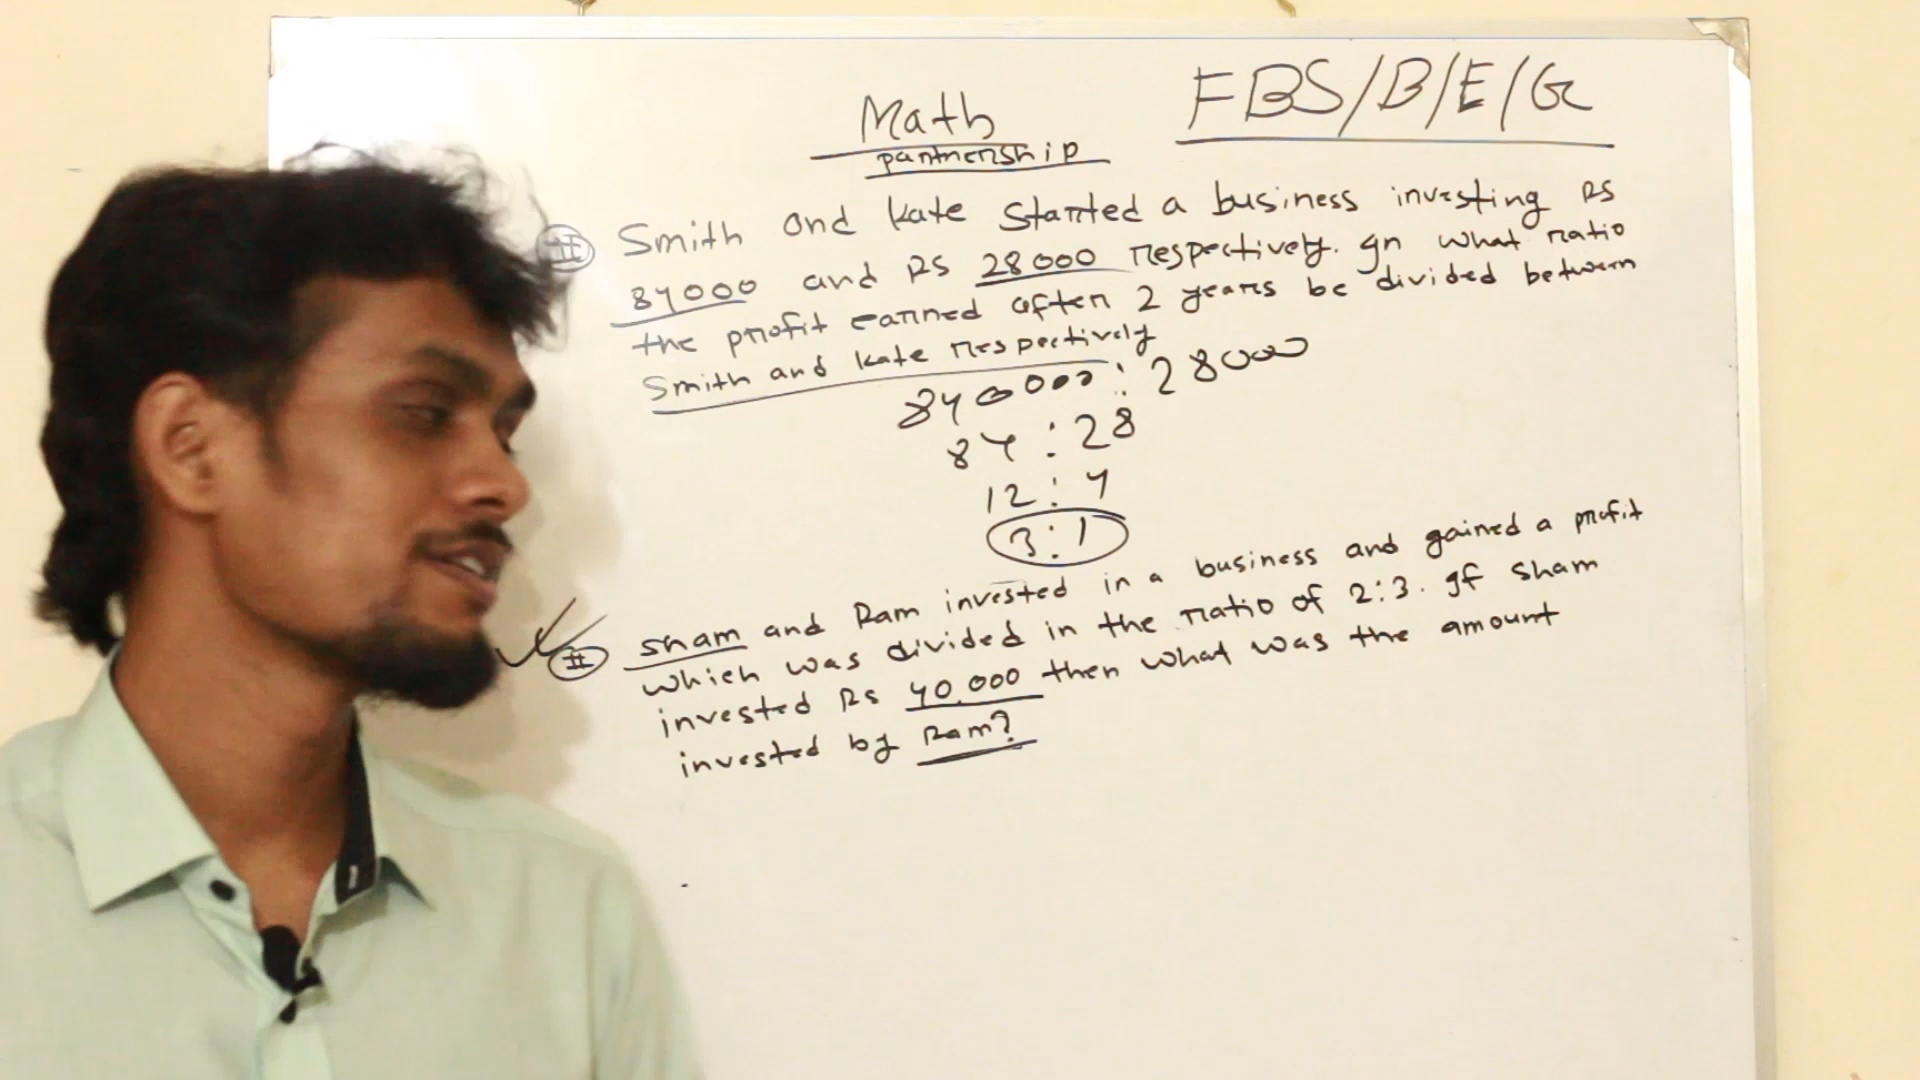 Math
FBS/B/E/G
partnership
# Smith and Kate Started a business investing RS
84000 and RS 28000 respectively. In what ratio
the profit earned after 2 years be divided between
Smith and Kate respectively
840000 : 28000
84 : 28
12 : 4
3 : 1
# sham and Ram invested in a business and gained a profit
which was divided in the ratio of 2:3. If sham
invested Rs 40.000 then what was the amount
invested by Ram?